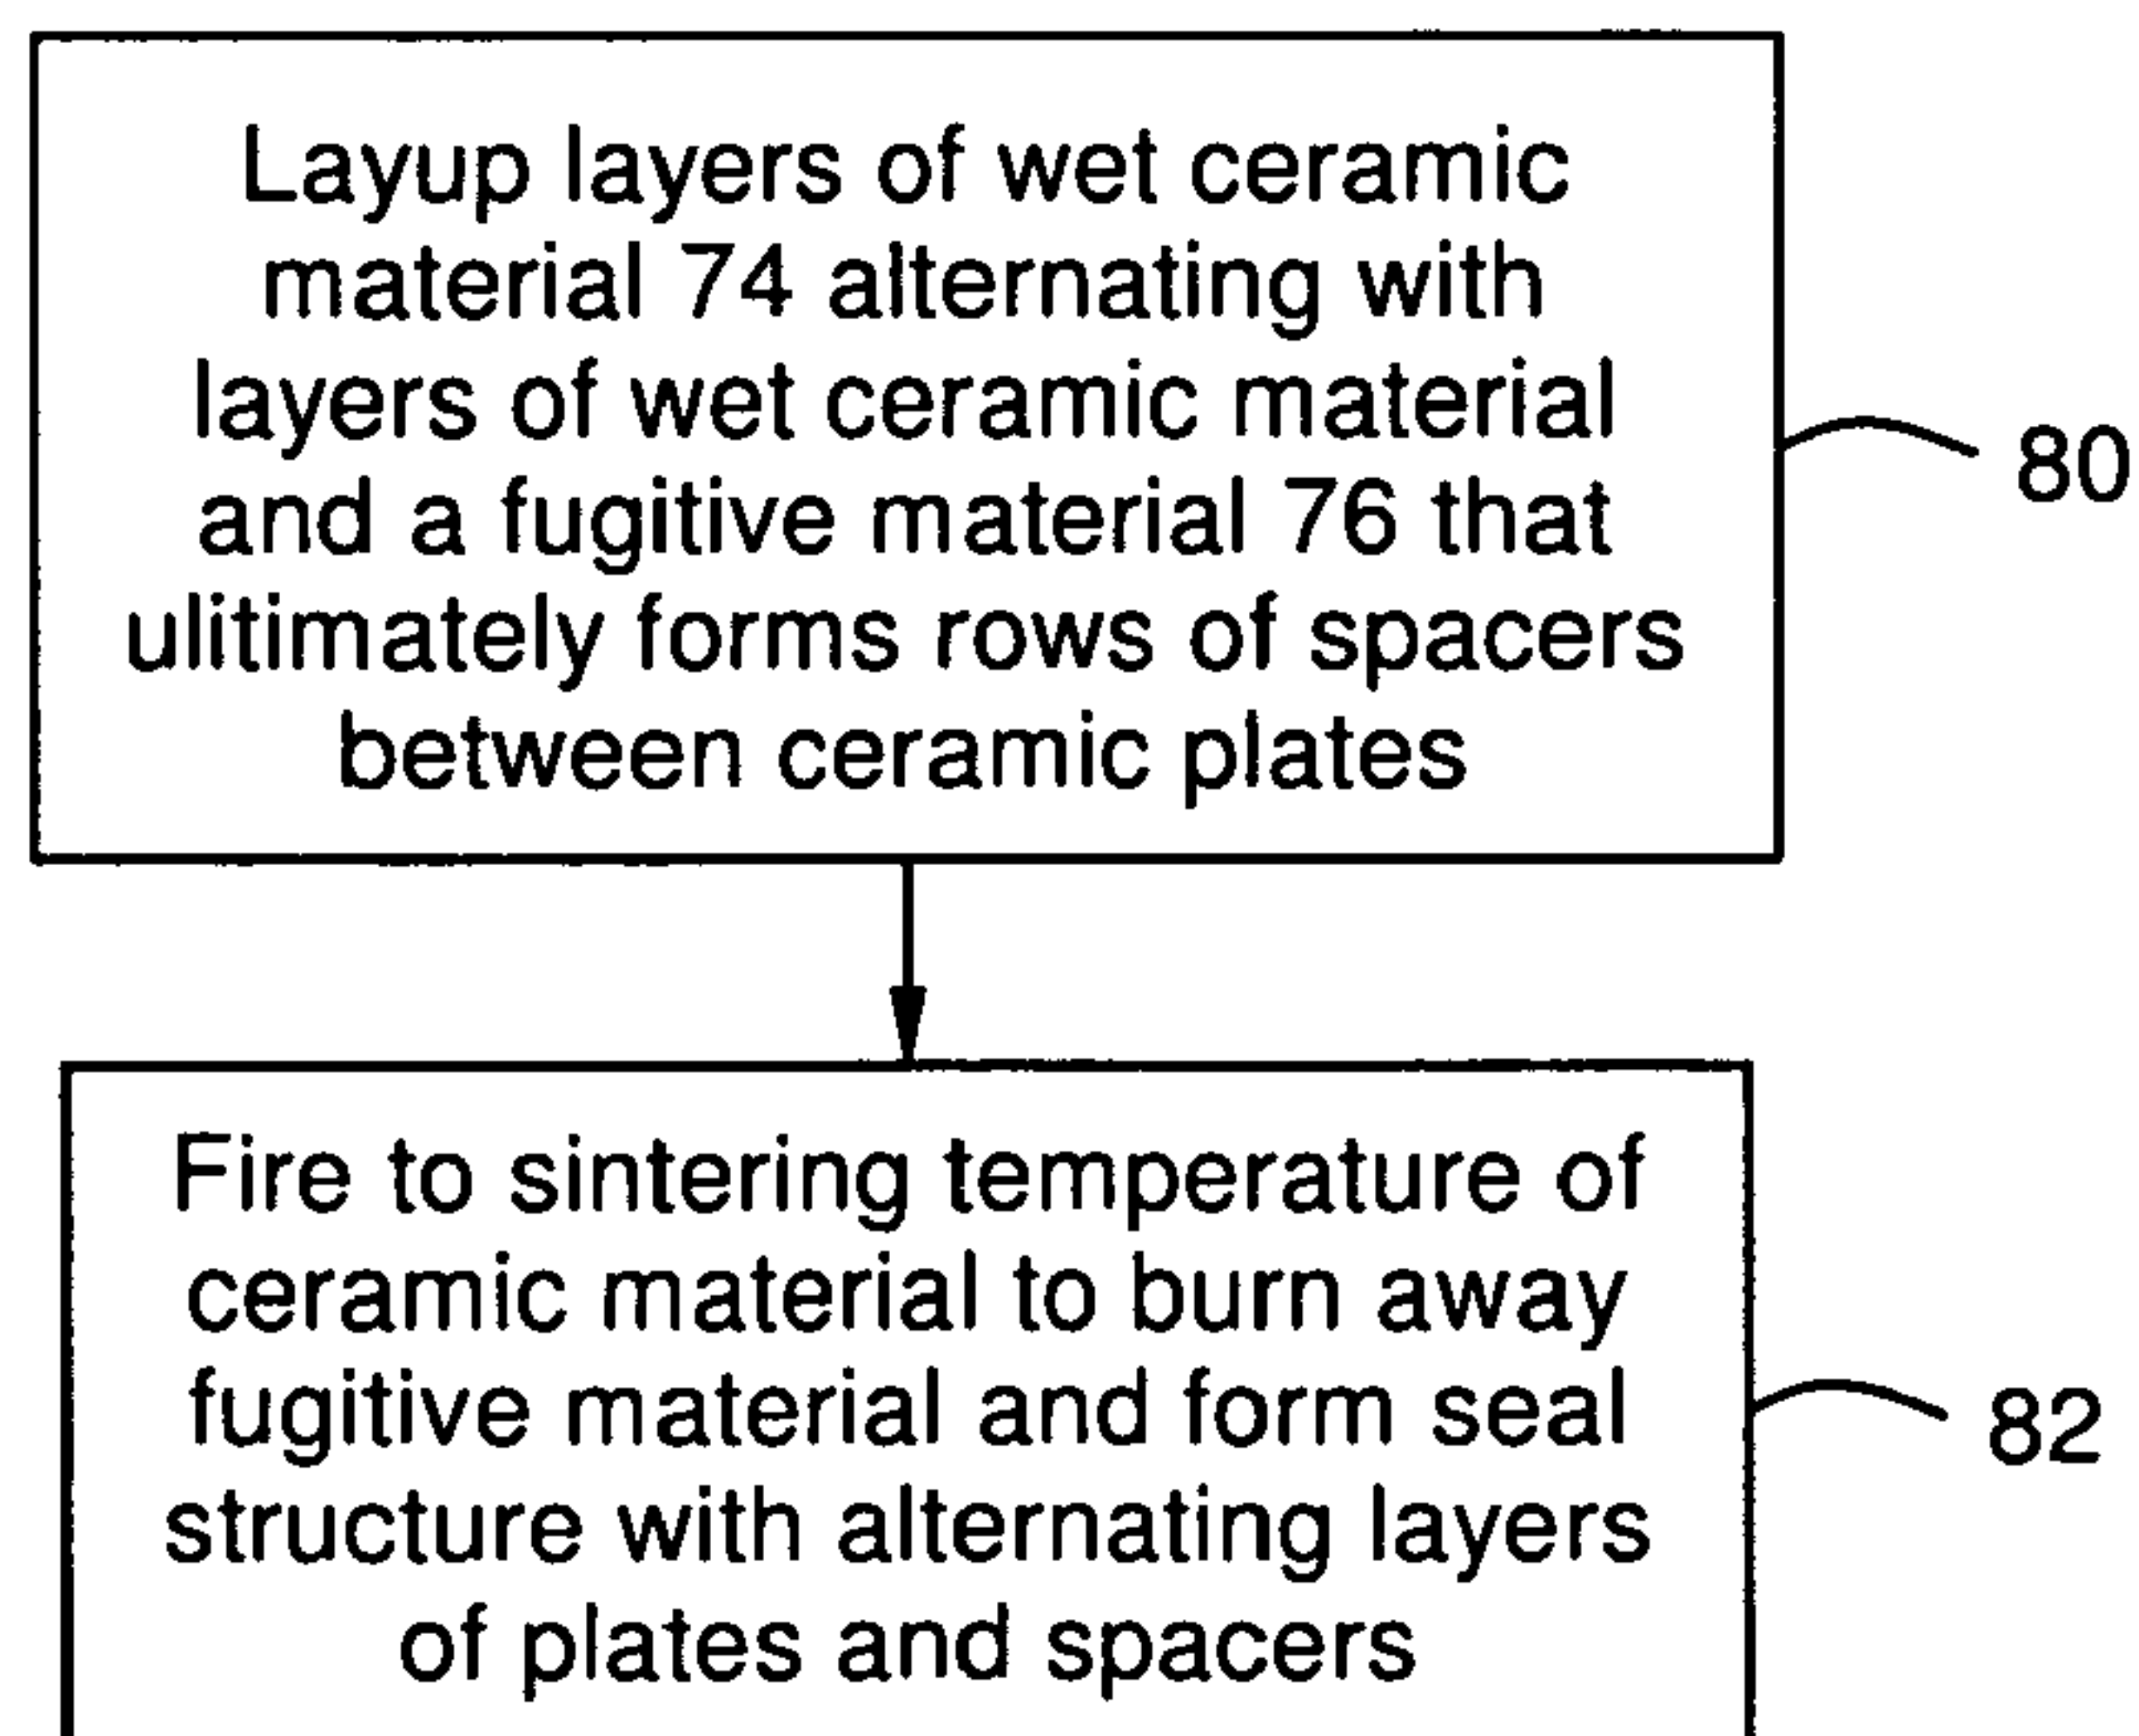 Layup layers of wet ceramic
material 74 alternating with
layers of wet ceramic material
and a fugitive material 76 that
ulitimately forms rows of spacers
between ceramic plates
80
Fire to sintering temperature of
ceramic material to burn away
fugitive material and form seal
structure with alternating layers
of plates and spacers
82